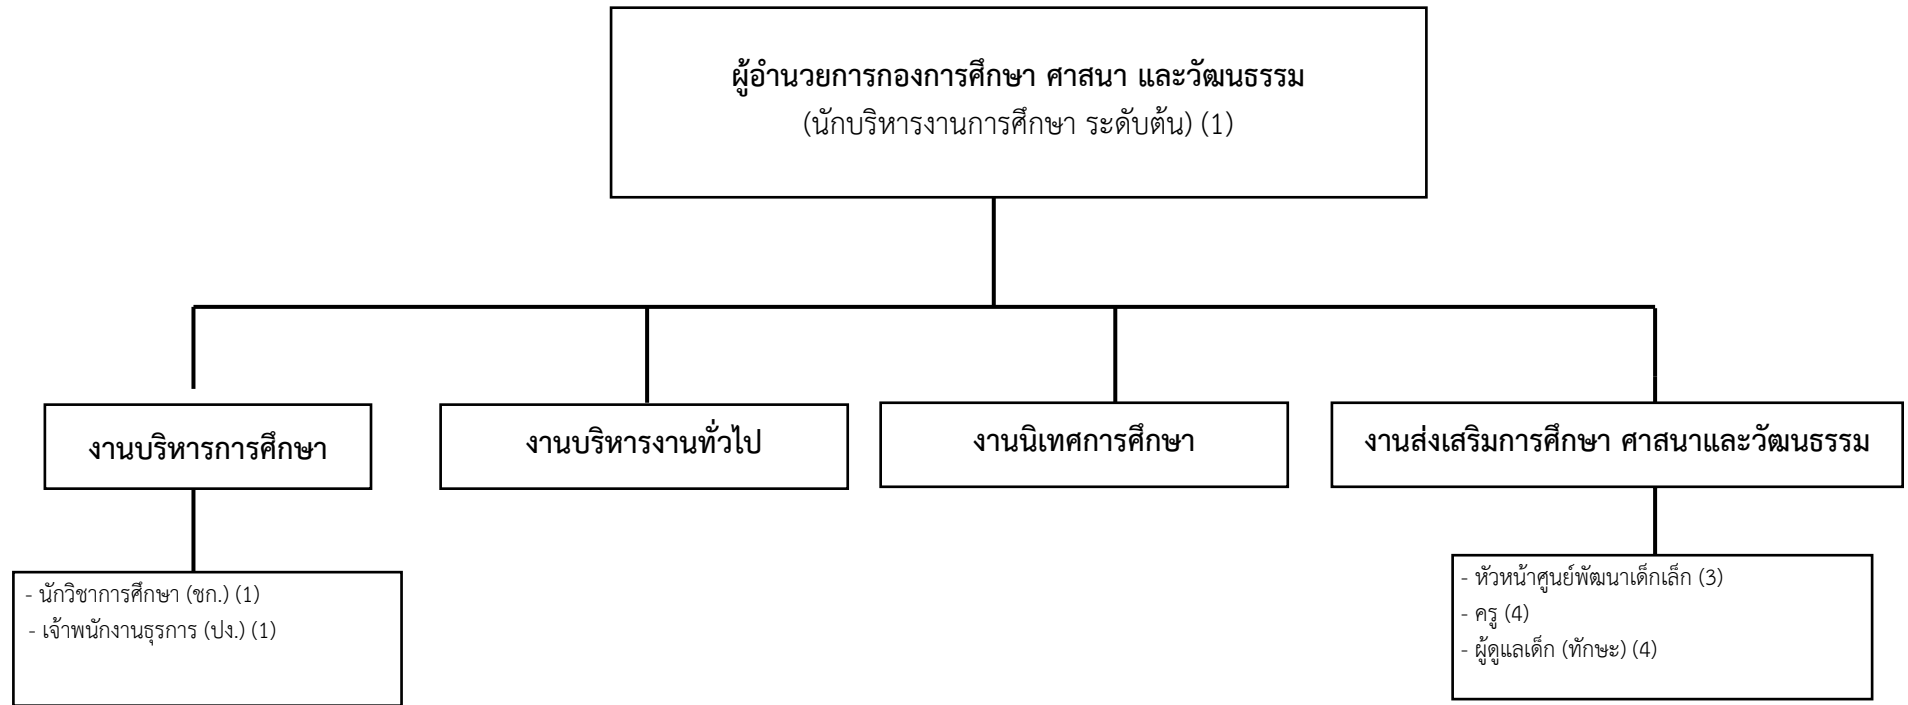 ผู้อำนวยการกองการศึกษา ศาสนา และวัฒนธรรม
(นักบริหารงานการศึกษา ระดับต้น) (1)
งานบริหารการศึกษา
งานบริหารงานทั่วไป
งานนิเทศการศึกษา
งานส่งเสริมการศึกษา ศาสนาและวัฒนธรรม
- นักวิชาการศึกษา (ชก.) (1)
- เจ้าพนักงานธุรการ (ปง.) (1)
- หัวหน้าศูนย์พัฒนาเด็กเล็ก (3)
- ครู (4)
- ผู้ดูแลเด็ก (ทักษะ) (4)